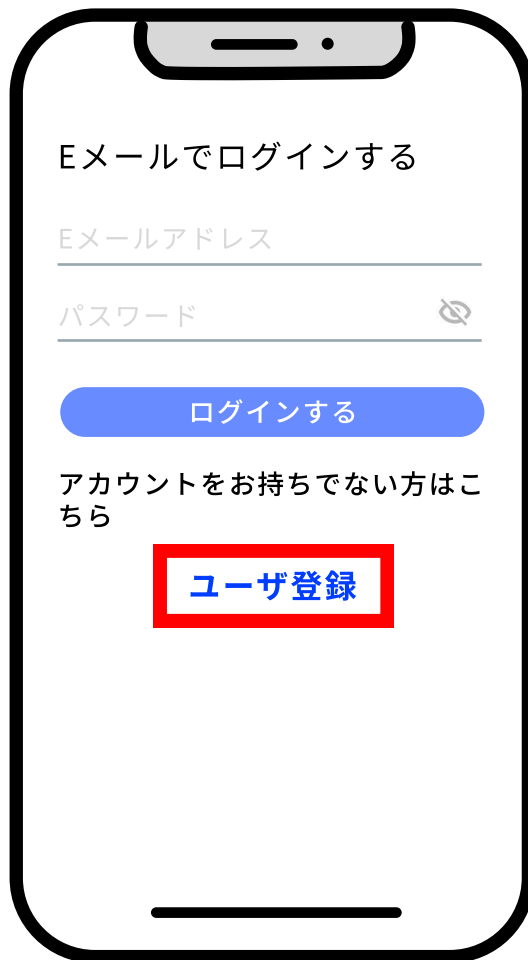 Eメールでログインする
Eメールアドレス
パスワード
ログインする
アカウントをお持ちでない方はこ
ちら
ユーザ登録